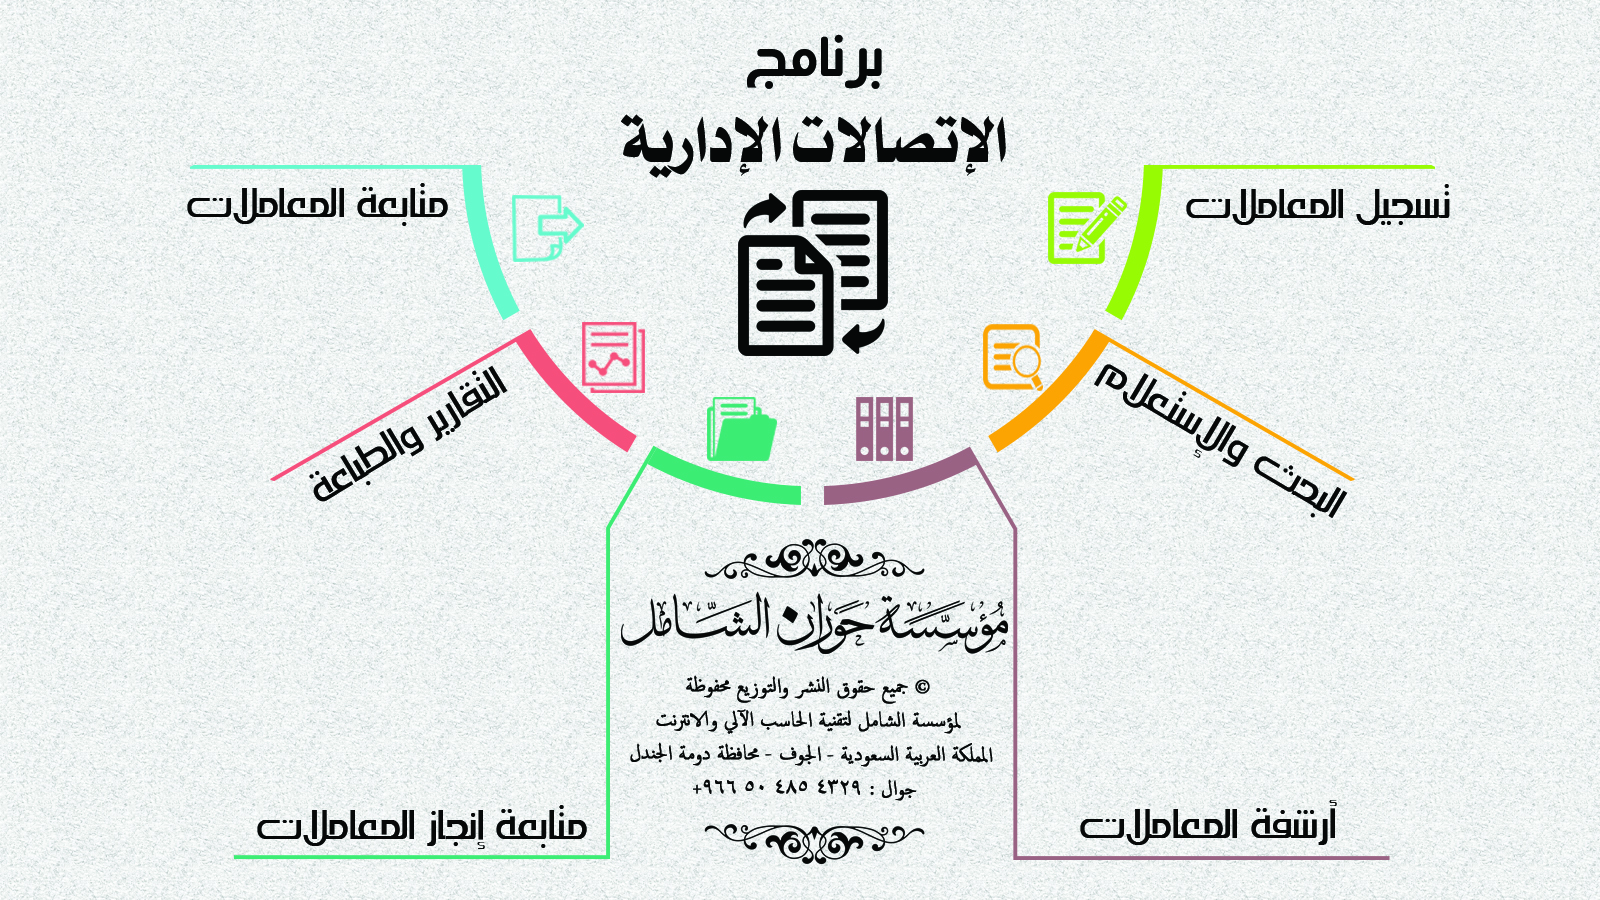 برنامج
الإتصالات الإدارية
تسجيل المعاملات
متابعة المعاملات
البحث والإستعلام
التقارير والطباعة
مؤسسة حوران الشامل
© جميع حقوق النشر والتوزيع محفوظة
لمؤسسة الشامل لتقنية الحاسب الآلي والانترنت
المملكة العربية السعودية - الجوف - محافظة دومة الجندل
جوال : ٤٣٢٩ ٤٨٥ ٥٠ ٩٦٦+
أرشفة المعاملات
متابعة إنجاز المعاملات